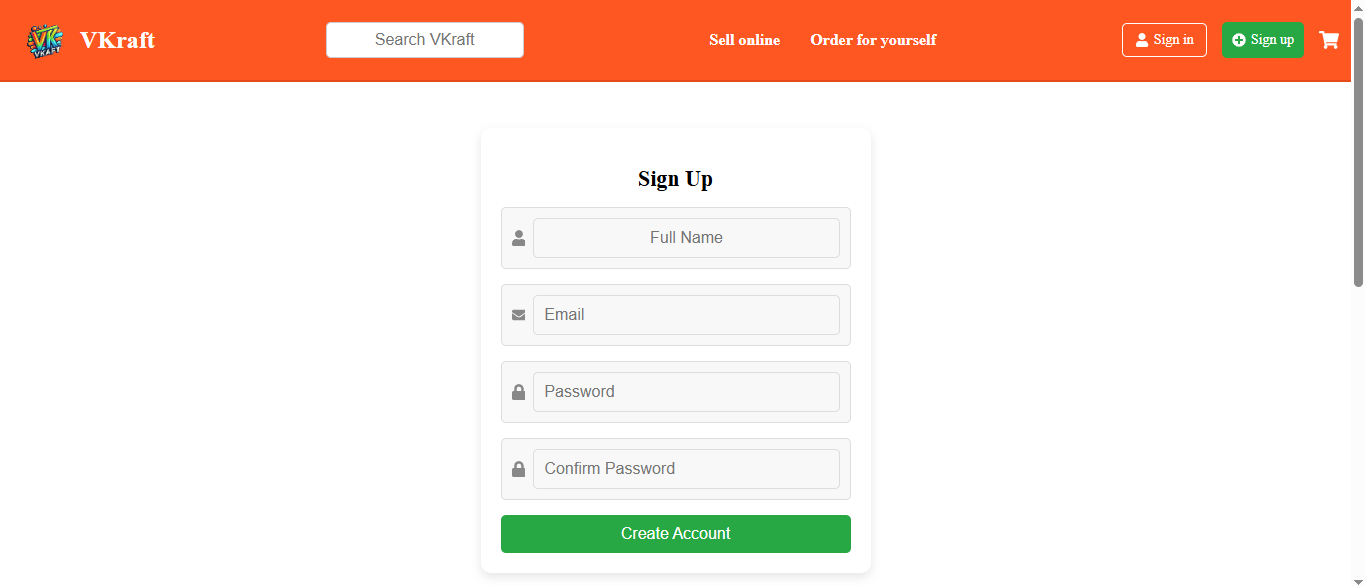 VK
VKRAFT
VKraft
Search VKraft
Sell online
Order for yourself
Sign in
Sign up
Sign Up
Full Name
Email
Password
Confirm Password
Create Account